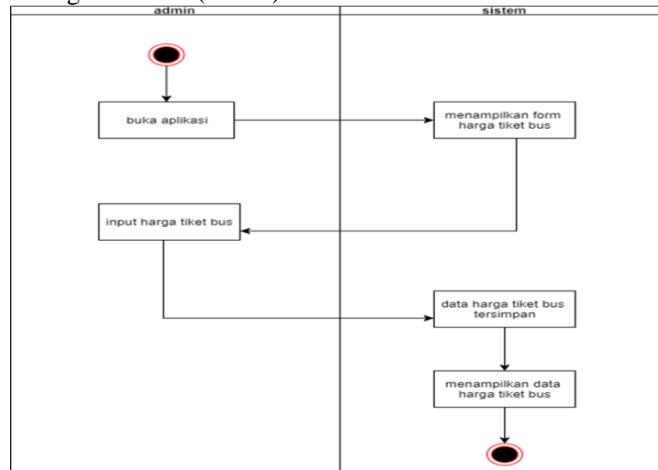 admin
sistem
buka aplikasi
menampilkan form
harga tiket bus
input harga tiket bus
data harga tiket bus
tersimpan
menampilkan data
harga tiket bus